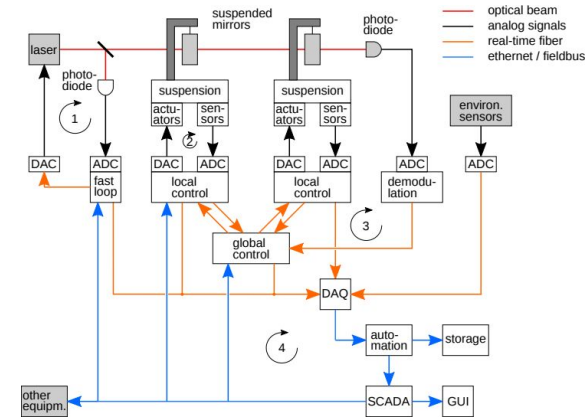 suspended
mirrors
photo-
diode
optical beam
analog signals
real-time fiber
ethernet / fieldbus
laser
photo-
diode
suspension
suspension
actu-
ators
sen-
sors
actu-
ators
sen-
sors
environ.
sensors
1
2
DAC
ADC
DAC
ADC
DAC
ADC
ADC
ADC
fast
loop
local
control
local
control
demodu-
lation
3
global
control
DAQ
4
auto-
mation
storage
other
equipm.
SCADA
GUI